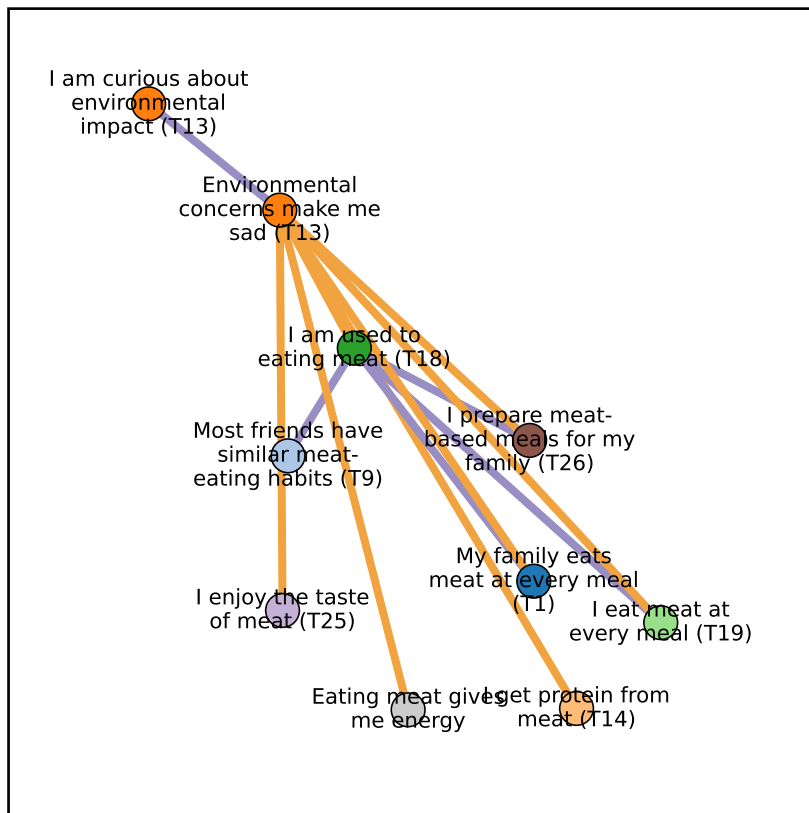 I am curious about
environmental
impact (T13)
Environmental
concerns make me
sad (T13)
I am used to
eating meat (T18)
I prepare meat-
based meals for my
family (T26)
Most friends have
similar meat-
eating habits (T9)
My family eats
meat at every meal
(T1)
I eat meat at
every meal (T19)
I enjoy the taste
of meat (T25)
Eating meat gives
me energy
I get protein from
meat (T14)